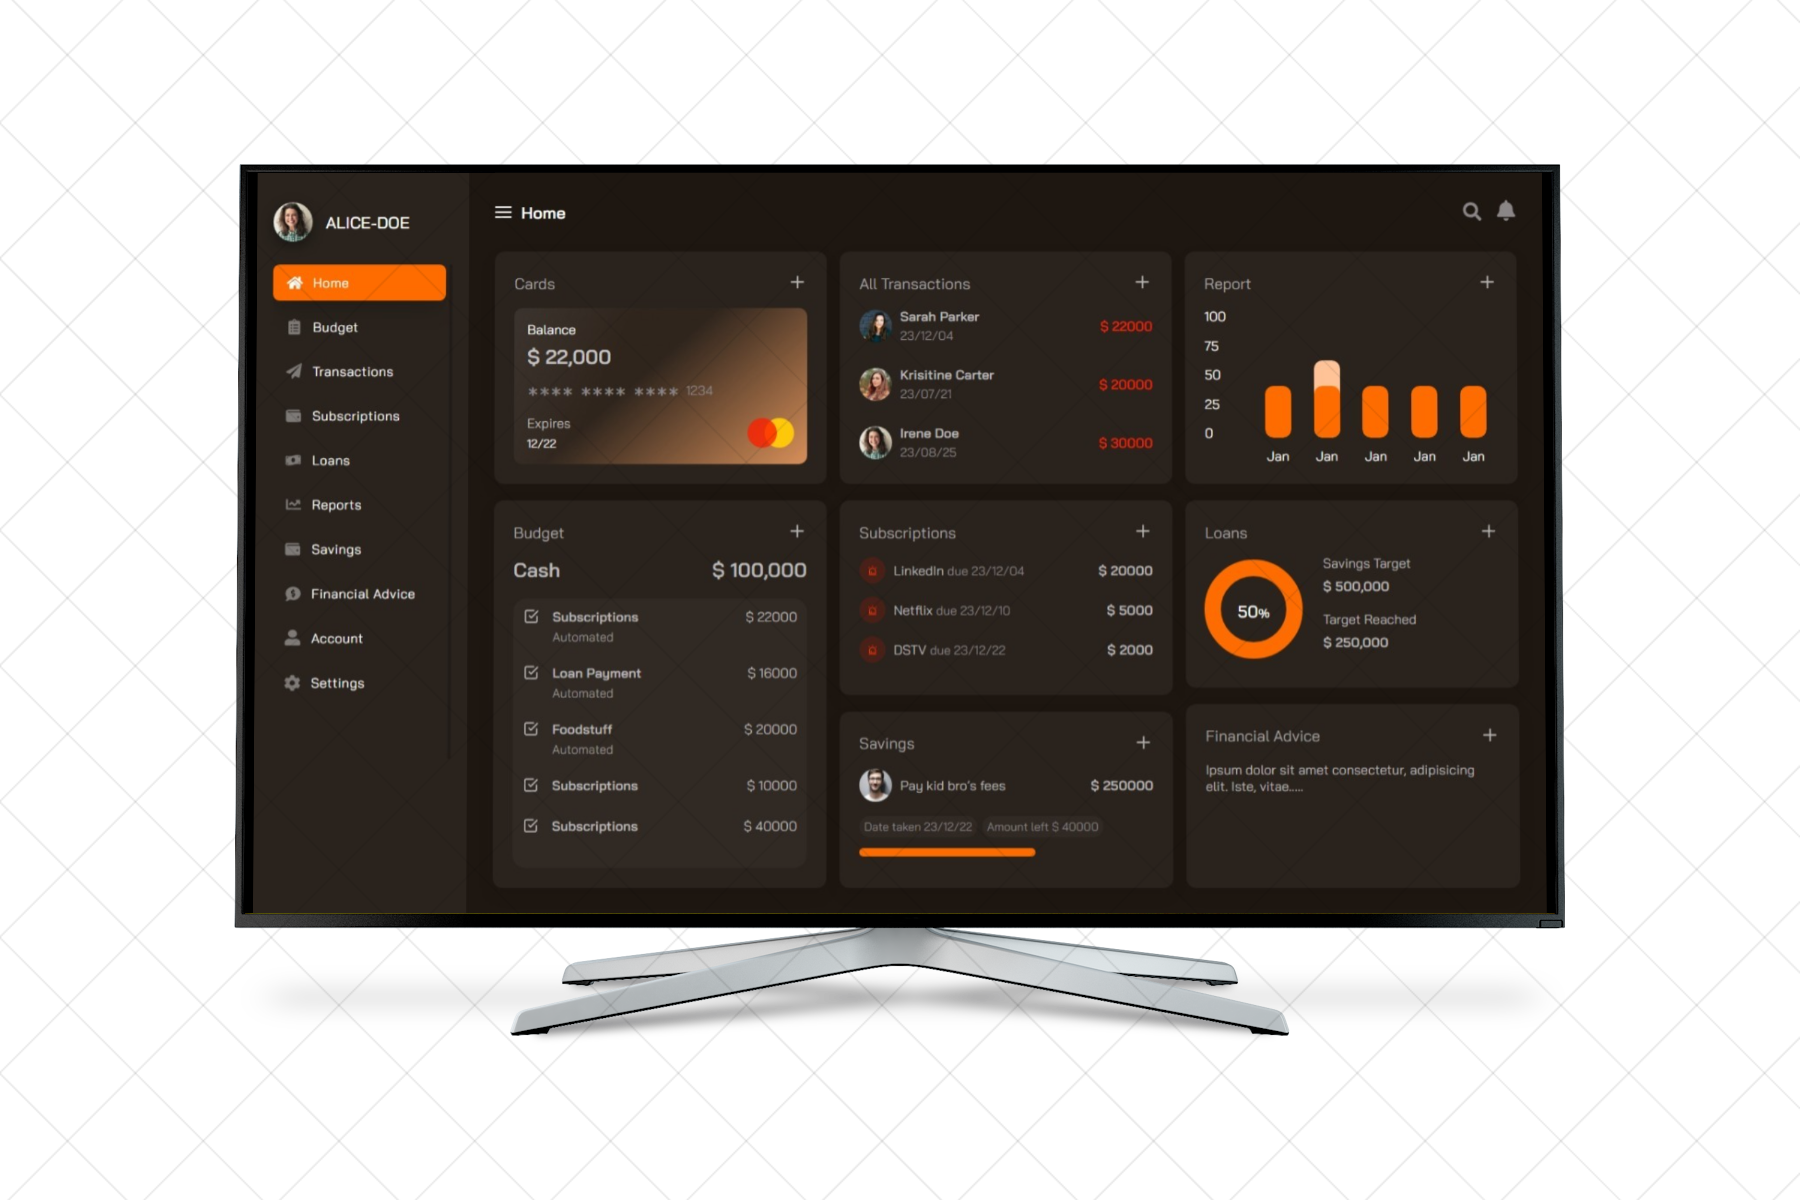 ALICE-DOE
Home
Budget
Transactions
Subscriptions
Loans
Reports
Savings
Financial Advice
Account
Settings
Home
Cards
Balance
$ 22,000
**** **** **** 1234
Expires
12/22
All Transactions
Sarah Parker
23/12/04
$ 22000
Krisitine Carter
23/07/21
$ 20000
Irene Doe
23/08/25
$ 30000
Report
100
75
50
25
0
Jan Jan Jan Jan Jan
Budget
Cash $ 100,000
Subscriptions $ 22000
Automated
Loan Payment $ 16000
Automated
Foodstuff $ 20000
Automated
Subscriptions $ 10000
Subscriptions $ 40000
Subscriptions
LinkedIn due 23/12/04 $ 20000
Netflix due 23/12/10 $ 5000
DSTV due 23/12/22 $ 2000
Savings
Pay kid bro's fees $ 250000
Date taken 23/12/22 Amount left $ 40000
Loans
50%
Savings Target
$ 500,000
Target Reached
$ 250,000
Financial Advice
Ipsum dolor sit amet consectetur, adipisicing
elit. Iste, vitae.....